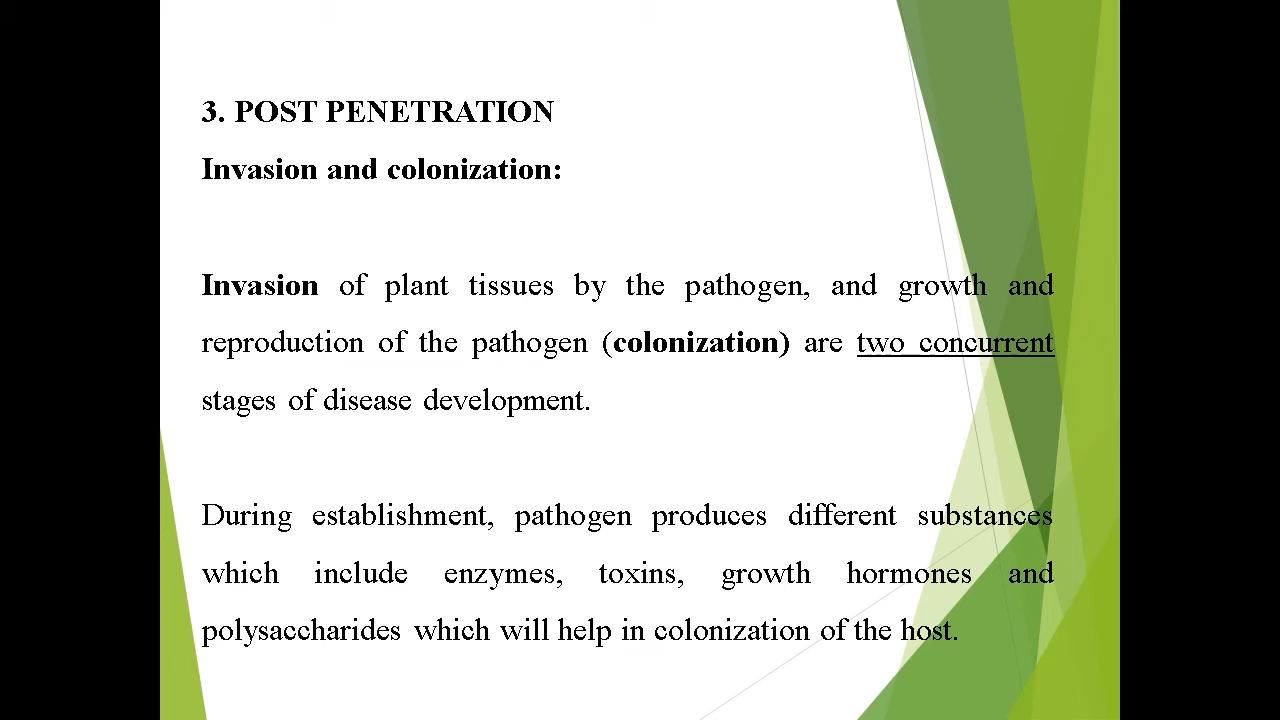 3. POST PENETRATION
Invasion and colonization:
Invasion of plant tissues by the pathogen, and growth and
reproduction of the pathogen (colonization) are two concurrent
stages of disease development.
During establishment, pathogen produces different substances
which include enzymes, toxins, growth hormones and
polysaccharides which will help in colonization of the host.